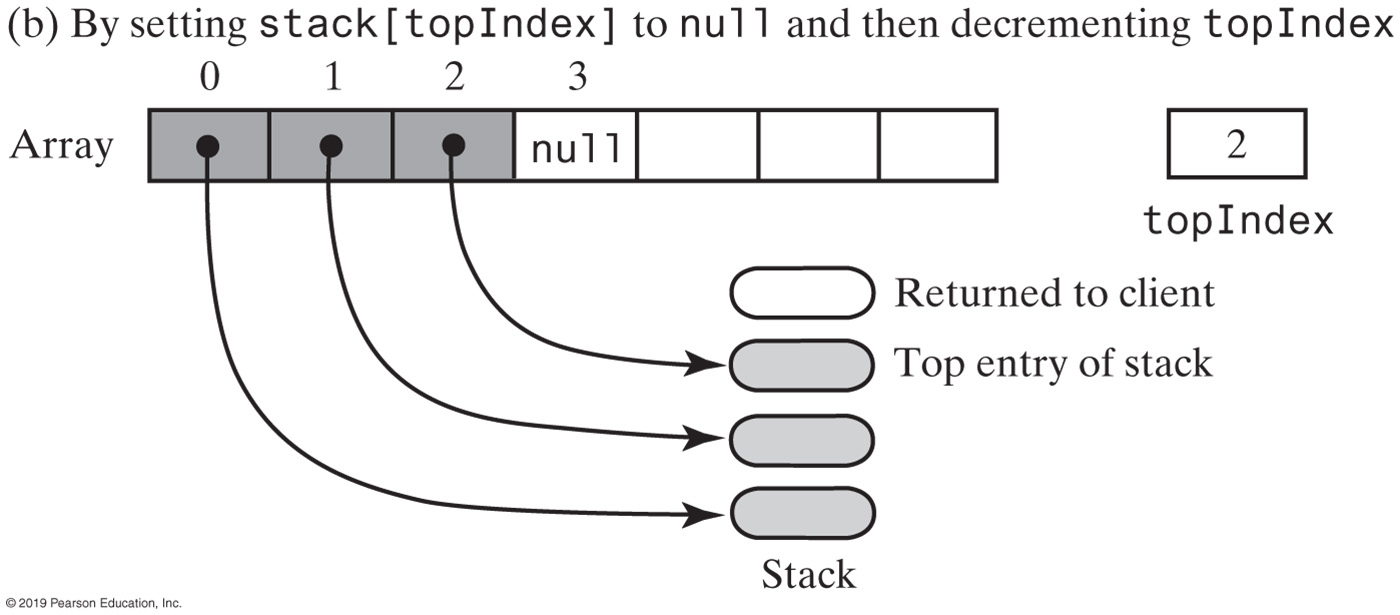 (b) By setting stack[topIndex] to null and then decrementing topIndex
0 1 2 3
Array null 2
topIndex
Returned to client
Top entry of stack
Stack
© 2019 Pearson Education, Inc.